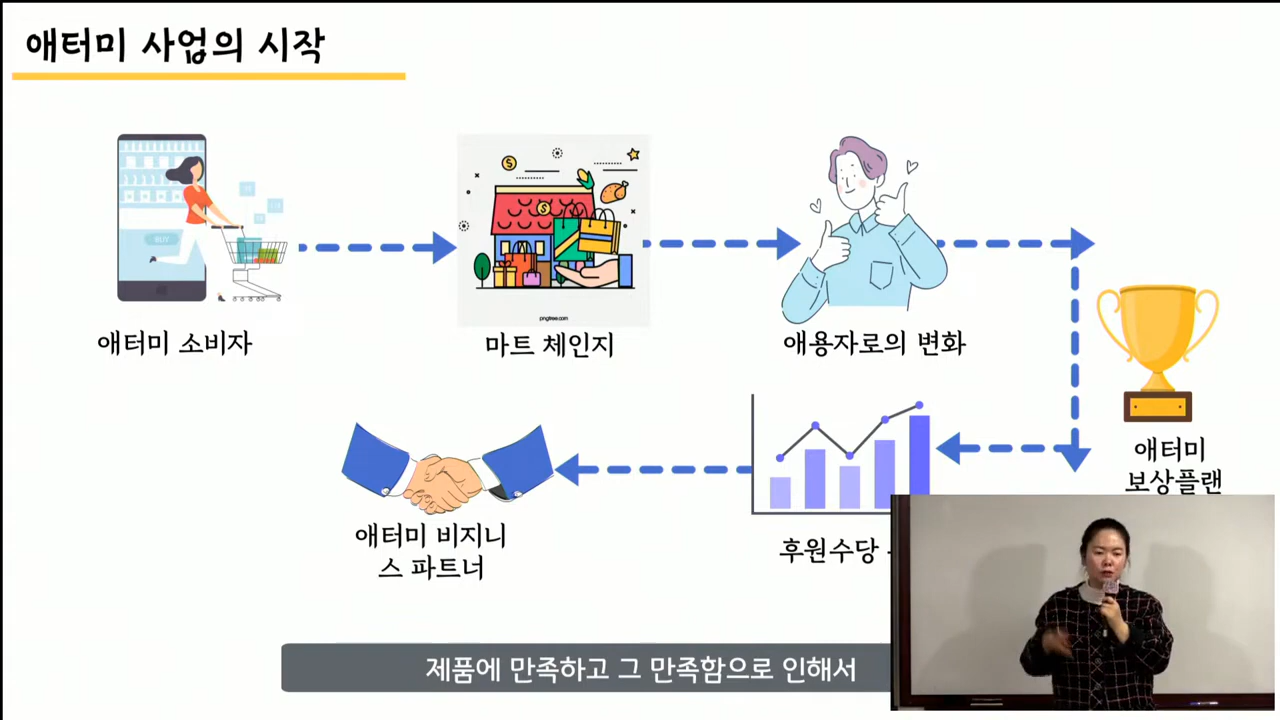 애터미 사업의 시작
BUY
애터미 소비자
pngtree.com
마트 체인지
애용자로의 변화
애터미
보상플랜
후원수당
애터미 비지니
스 파트너
제품에 만족하고 그 만족함으로 인해서